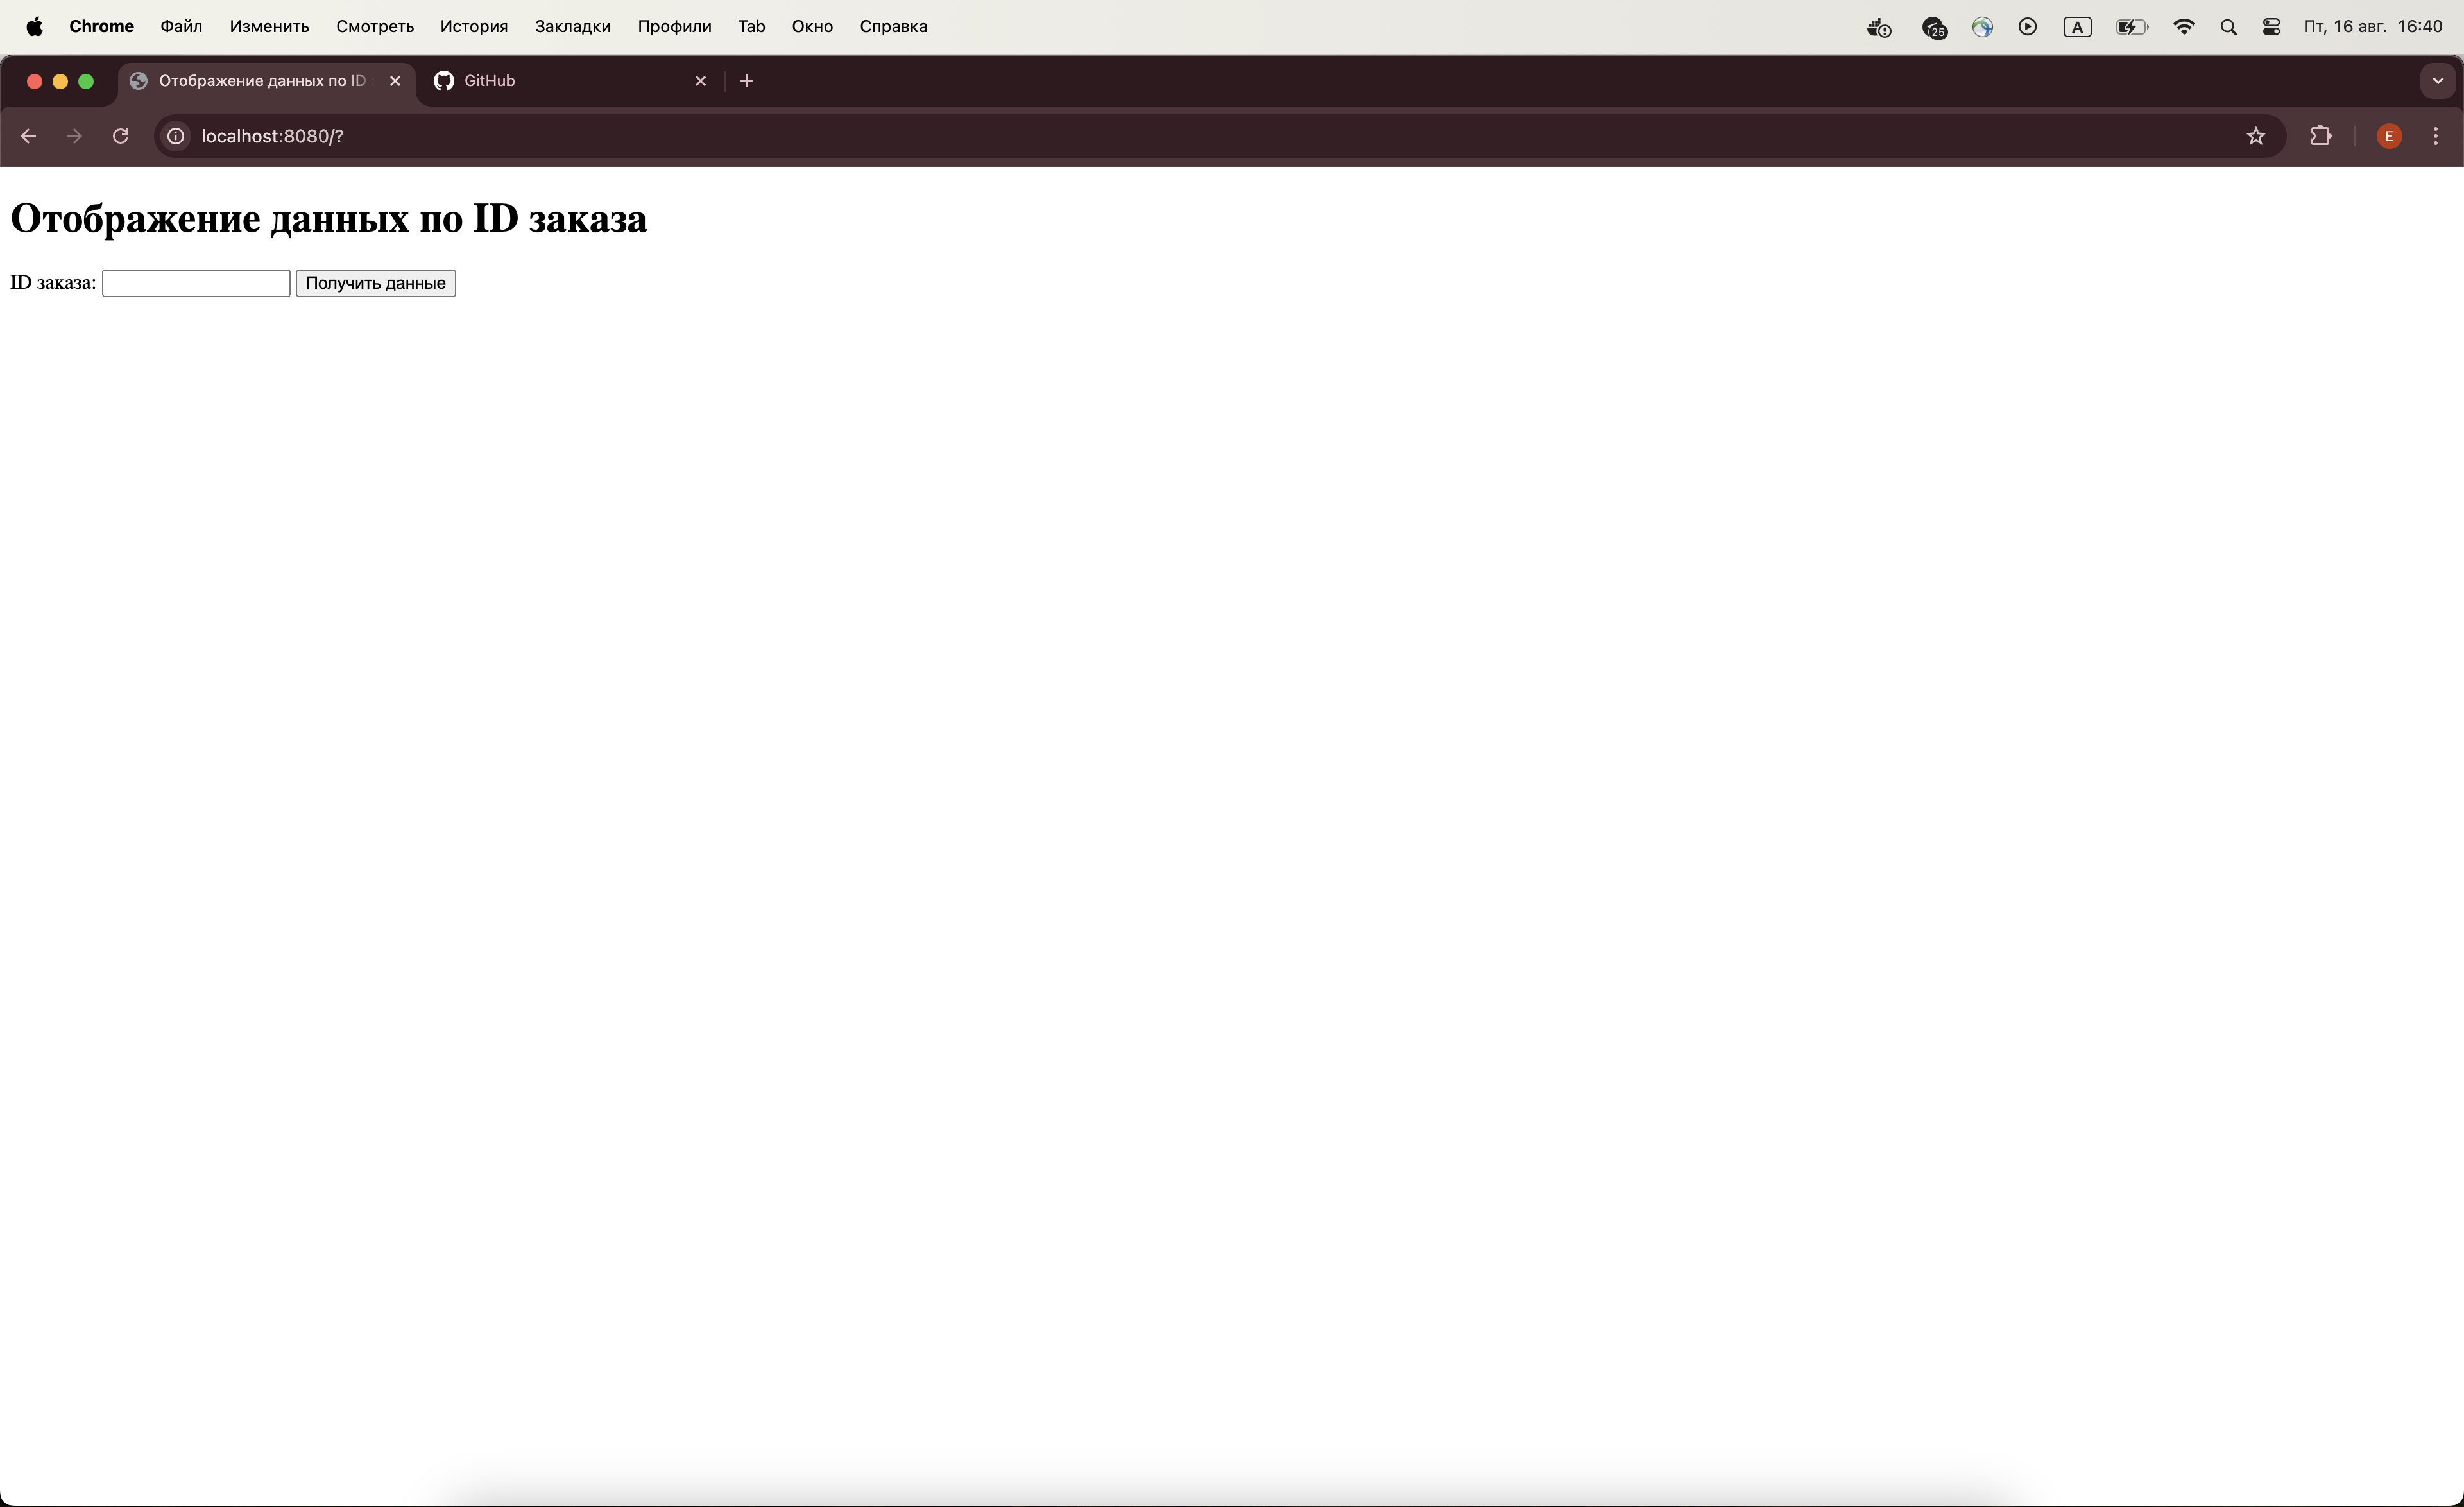 Chrome Файл Изменить Смотреть История Закладки Профили Tab Окно Справка 25 A Пт, 16 авг. 16:40
Отображение данных по ID GitHub
localhost:8080/? E
Отображение данных по ID заказа
ID заказа: Получить данные